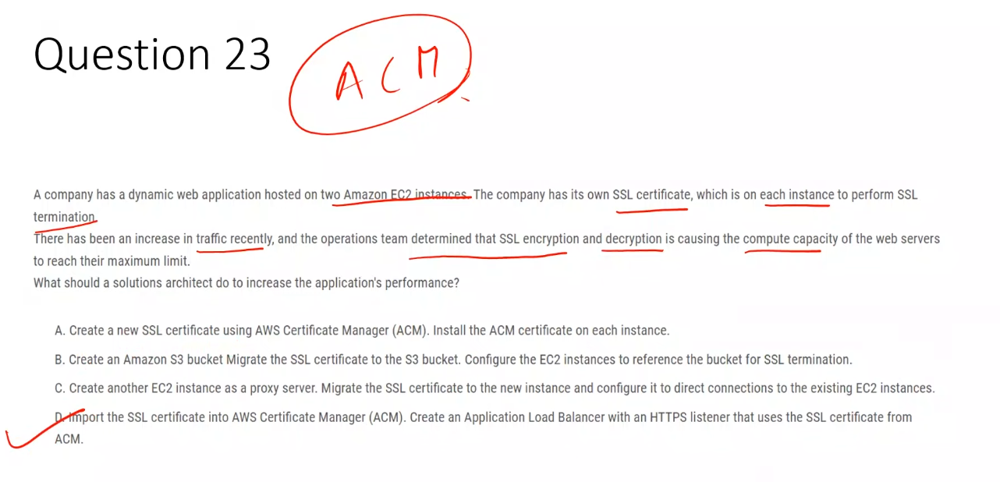 Question 23
ACM
A company has a dynamic web application hosted on two Amazon EC2 instances. The company has its own SSL certificate, which is on each instance to perform SSL
termination.
There has been an increase in traffic recently, and the operations team determined that SSL encryption and decryption is causing the compute capacity of the web servers
to reach their maximum limit.
What should a solutions architect do to increase the application's performance?
A. Create a new SSL certificate using AWS Certificate Manager (ACM). Install the ACM certificate on each instance.
B. Create an Amazon S3 bucket Migrate the SSL certificate to the S3 bucket. Configure the EC2 instances to reference the bucket for SSL termination.
C. Create another EC2 instance as a proxy server. Migrate the SSL certificate to the new instance and configure it to direct connections to the existing EC2 instances.
D. Import the SSL certificate into AWS Certificate Manager (ACM). Create an Application Load Balancer with an HTTPS listener that uses the SSL certificate from
ACM.